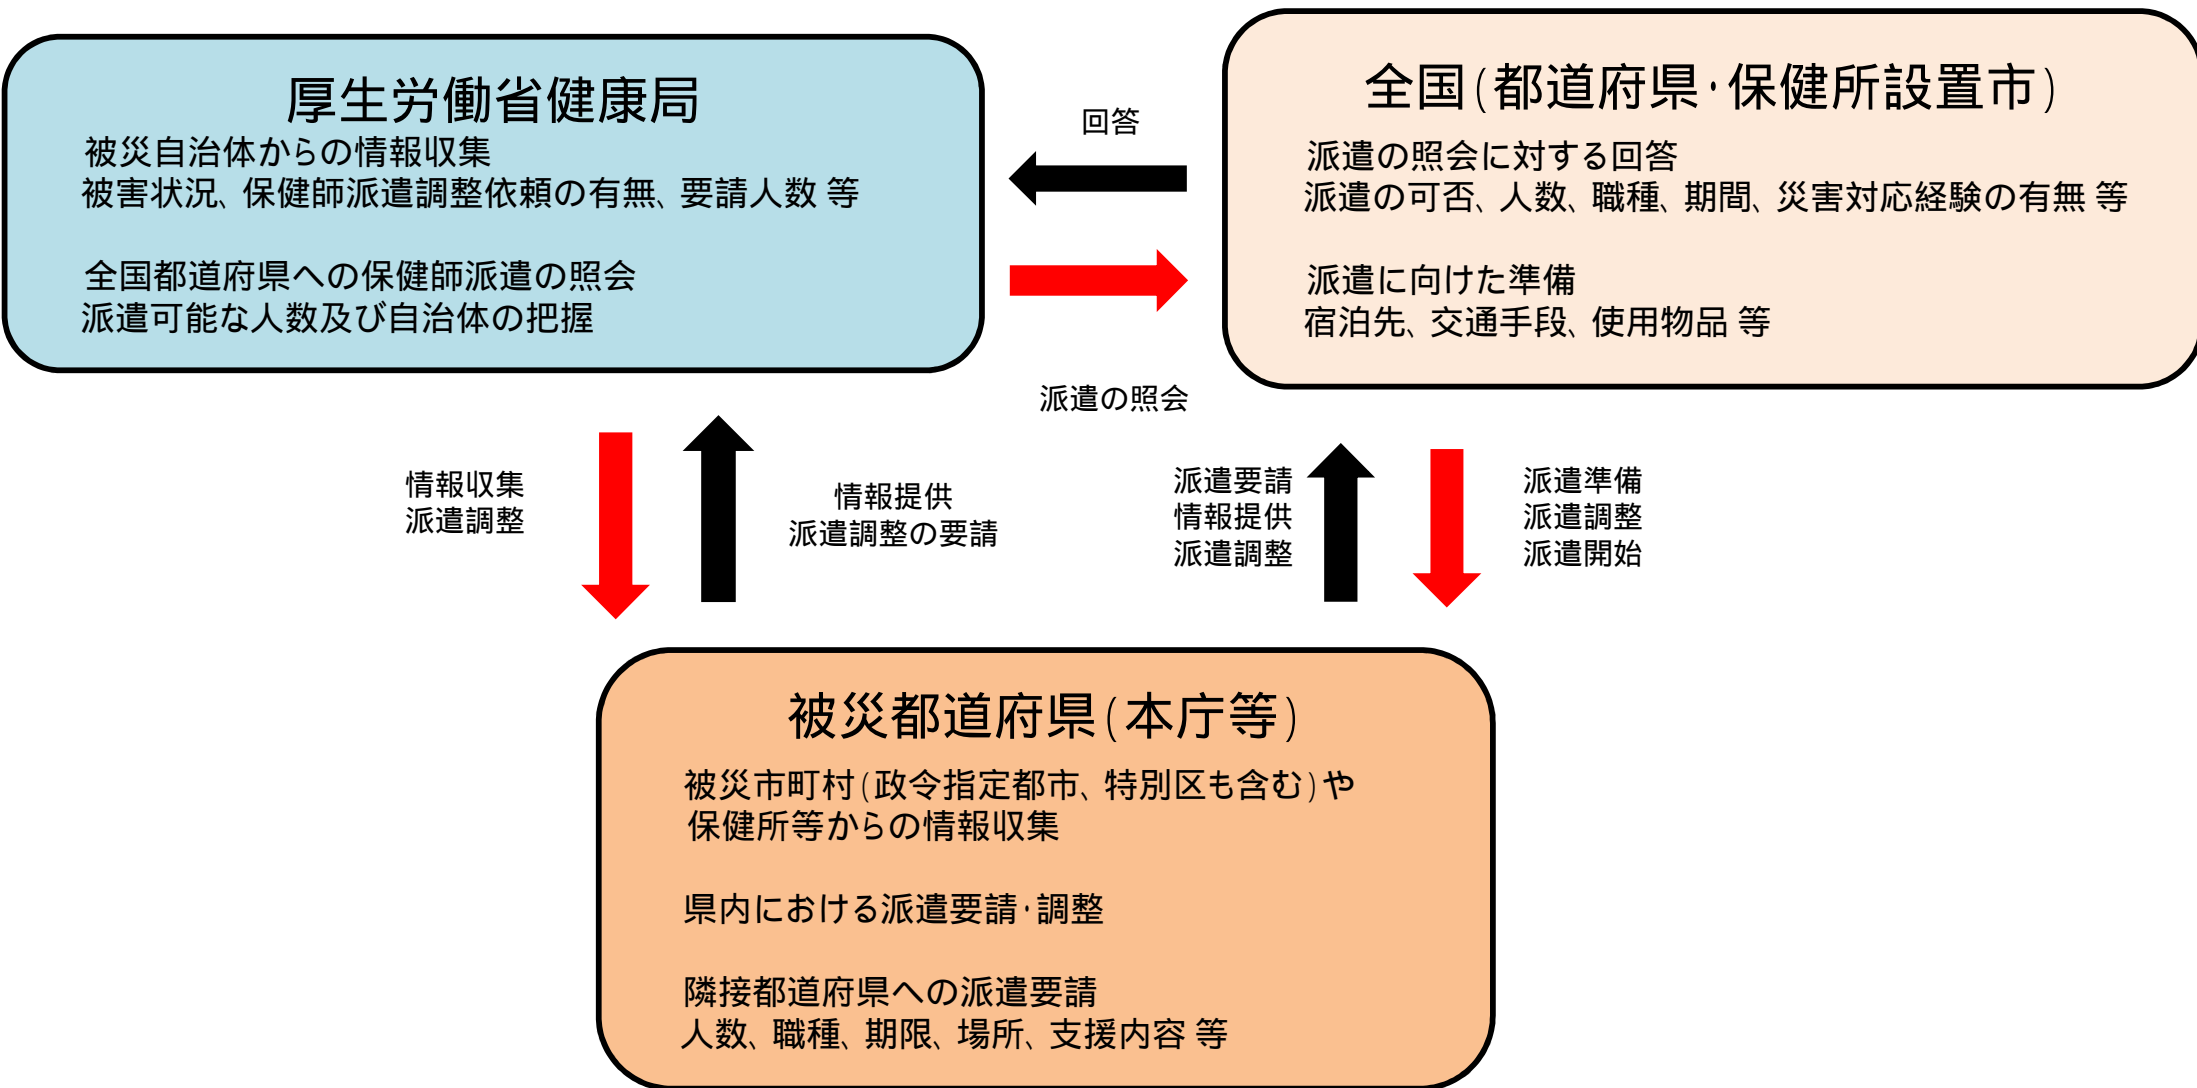 厚生労働省健康局
被災自治体からの情報収集
被害状況、保健師派遣調整依頼の有無、要請人数 等
全国都道府県への保健師派遣の照会
派遣可能な人数及び自治体の把握
回答
派遣の照会
全国(都道府県・保健所設置市)
派遣の照会に対する回答
派遣の可否、人数、職種、期間、災害対応経験の有無 等
派遣に向けた準備
宿泊先、交通手段、使用物品 等
情報収集
派遣調整
情報提供
派遣調整の要請
派遣要請
情報提供
派遣調整
派遣準備
派遣調整
派遣開始
被災都道府県(本庁等)
被災市町村(政令指定都市、特別区も含む)や
保健所等からの情報収集
県内における派遣要請・調整
隣接都道府県への派遣要請
人数、職種、期限、場所、支援内容 等